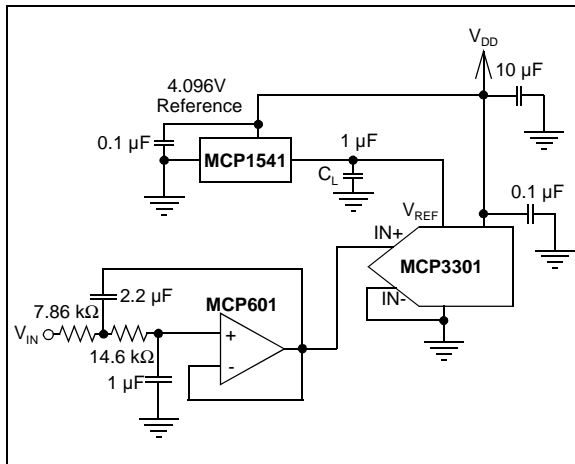 V_DD
10 µF
4.096V
Reference
0.1 µF
MCP1541
1 µF
C_L
0.1 µF
V_REF
IN+
MCP3301
IN-
2.2 µF
MCP601
7.86 kΩ
V_IN
+
14.6 kΩ
-
1 µF